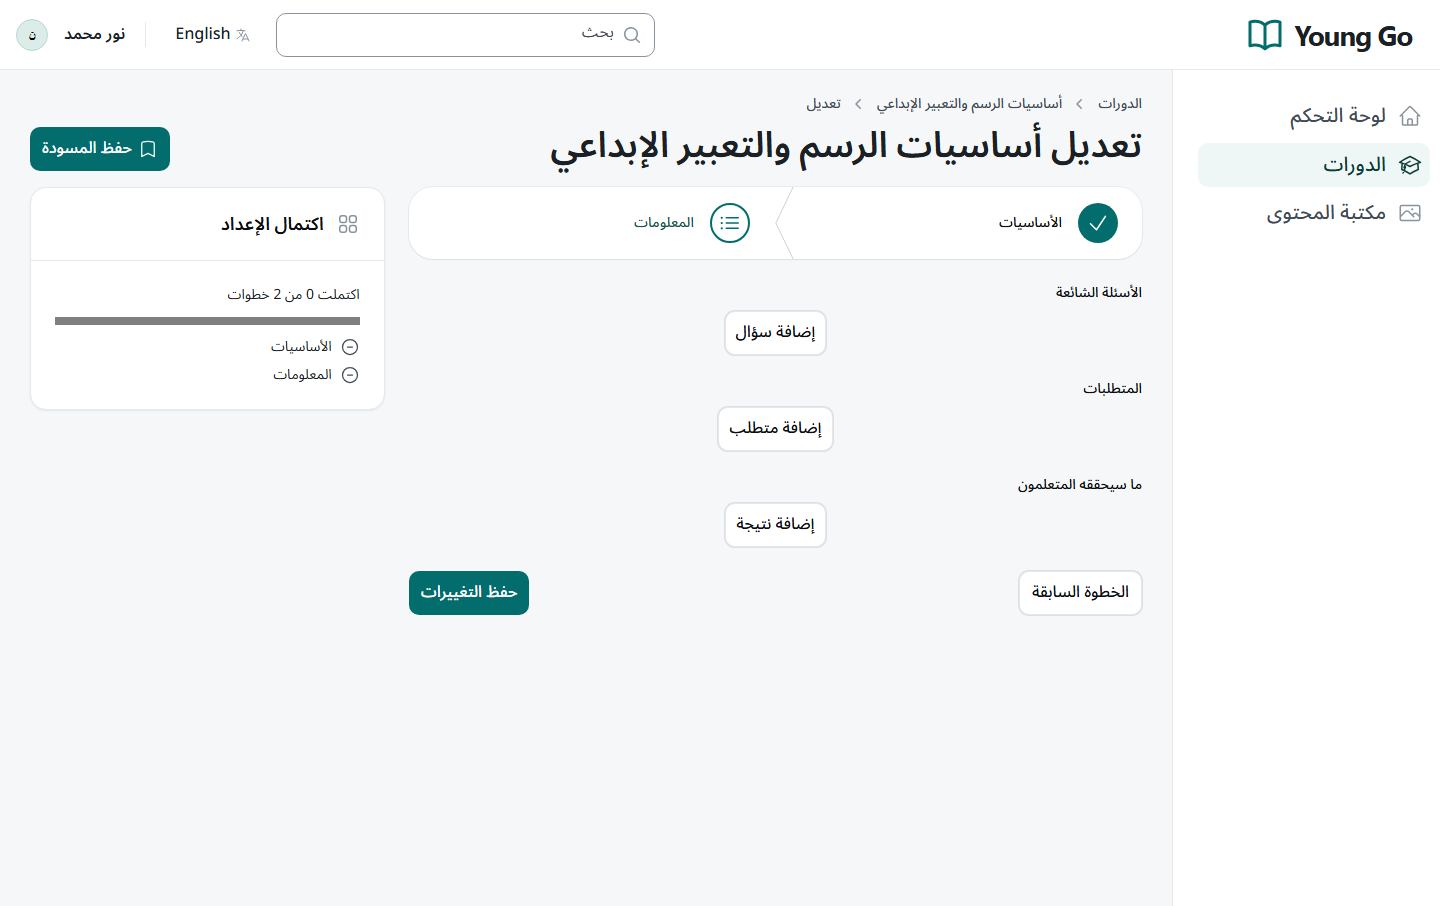 Young Go
بحث
English
نور محمد
ن
لوحة التحكم
الدورات
مكتبة المحتوى
الدورات
أساسيات الرسم والتعبير الإبداعي
تعديل
تعديل أساسيات الرسم والتعبير الإبداعي
حفظ المسودة
الأساسيات
المعلومات
الأسئلة الشائعة
إضافة سؤال
المتطلبات
إضافة متطلب
ما سيحققه المتعلمون
إضافة نتيجة
الخطوة السابقة
حفظ التغييرات
اكتمال الإعداد
اكتملت 0 من 2 خطوات
الأساسيات
المعلومات